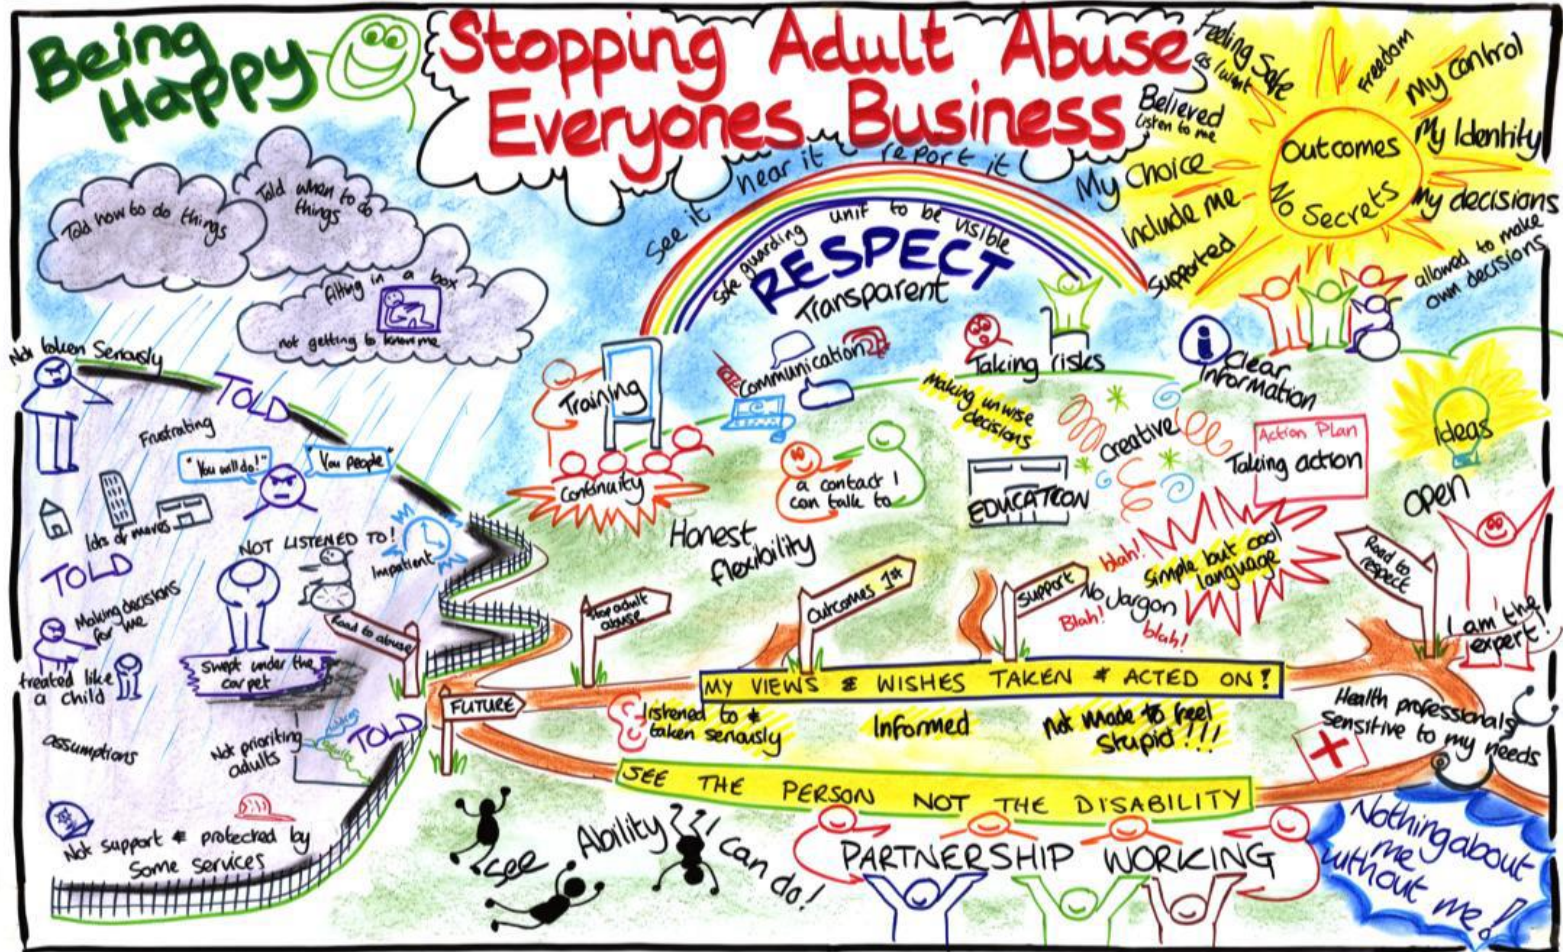 Being
Happy
Stopping Adult Abuse
Everyones Business
Feeling Safe
as I want
Believed
listen to me
My Choice
Include me
Supported
Freedom
My control
My Identity
My decisions
allowed to make
own decisions
Outcomes
No Secrets
see it hear it & report it
Safe guarding unit to be visible
RESPECT
Transparent
Told how to do things
Told when to do
things
fitting in a box
not getting to know me
Not taken Seriously
TOLD
Frustrating
"You will do!"
"You people"
lots of moves
NOT LISTENED TO!
Impatient
TOLD
Making decisions
for me
Road to abuse
treated like
a child
Swept under the
carpet
assumptions
Not prioriting
adults
TOLD
Not support & protected by
Some services
Training
Communication
Taking risks
i
Clear
Information
Making unwise
decisions
Creative
Action Plan
Taking action
Ideas
Continuity
a contact I
can talk to
EDUCATION
open
Honest
flexibility
blah!
Simple but cool
language
No Jargon
Blah!
blah!
Stop adult
abuse
Outcomes 1st
Support
Road to
respect
I am the
expert!
MY VIEWS & WISHES TAKEN & ACTED ON!
FUTURE
listened to &
taken seriously
Informed
Not made to feel
Stupid!!!
Health professionals
sensitive to my needs
SEE THE PERSON NOT THE DISABILITY
see Ability I can do!
PARTNERSHIP WORKING
Nothing about
me
without me!